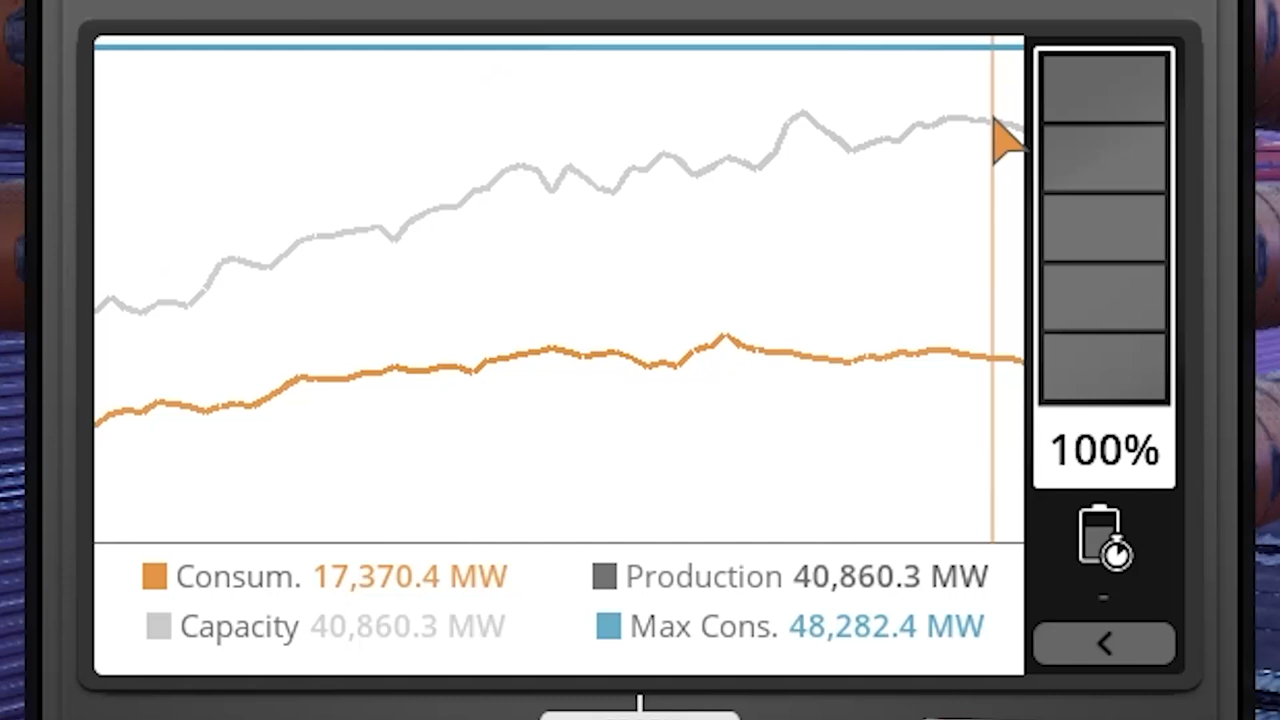 100%
Consum. 17,370.4 MW Production 40,860.3 MW
Capacity 40,860.3 MW Max Cons. 48,282.4 MW
-